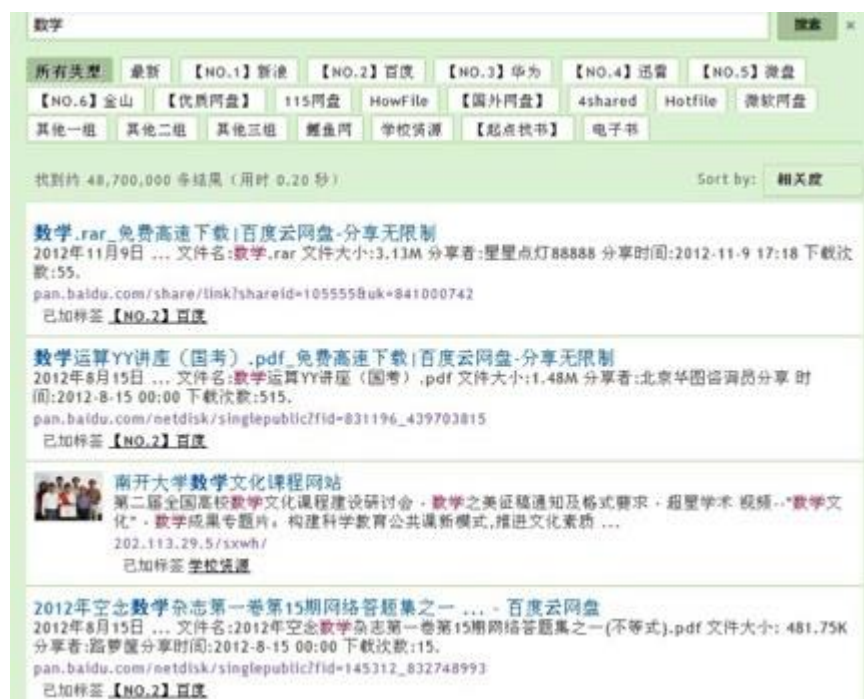 数学
搜索 ×
所有类型 最新 【NO.1】新浪 【NO.2】百度 【NO.3】华为 【NO.4】迅雷 【NO.5】微盘
【NO.6】金山 【优质网盘】 115网盘 HowFile 【国外网盘】 4shared Hotfile 微软网盘
其他一组 其他二组 其他三组 鲤鱼网 学校资源 【起点找书】 电子书
找到约 48,700,000 条结果（用时 0.20 秒）
Sort by: 相关度
数学.rar_免费高速下载|百度云网盘-分享无限制
2012年11月9日 ... 文件名:数学.rar 文件大小:3.13M 分享者:星星点灯88888 分享时间:2012-11-9 17:18 下载次
数:55.
pan.baidu.com/share/link?shareid=105555&uk=841000742
已加标签 【NO.2】百度
数学运算YY讲座（国考）.pdf_免费高速下载|百度云网盘-分享无限制
2012年8月15日 ... 文件名:数学运算YY讲座（国考）.pdf 文件大小:1.48M 分享者:北京华图咨询员分享 时
间:2012-8-15 00:00 下载次数:515.
pan.baidu.com/netdisk/singlepublic?fid=831196_439703815
已加标签 【NO.2】百度
南开大学数学文化课程网站
第二届全国高校数学文化课程建设研讨会 · 数学之美征稿通知及格式要求 · 超星学术 视频--"数学文
化" · 数学成果专题片。构建科学教育公共课新模式,推进文化素质 ...
202.113.29.5/sxwh/
已加标签 学校资源
2012年空念数学杂志第一卷第15期网络答题集之一 ... - 百度云网盘
2012年8月15日 ... 文件名:2012年空念数学杂志第一卷第15期网络答题集之一(不等式).pdf 文件大小: 481.75K
分享者:路萝筐分享时间:2012-8-15 00:00 下载次数:15.
pan.baidu.com/netdisk/singlepublic?fid=145312_832748993
已加标签 【NO.2】百度